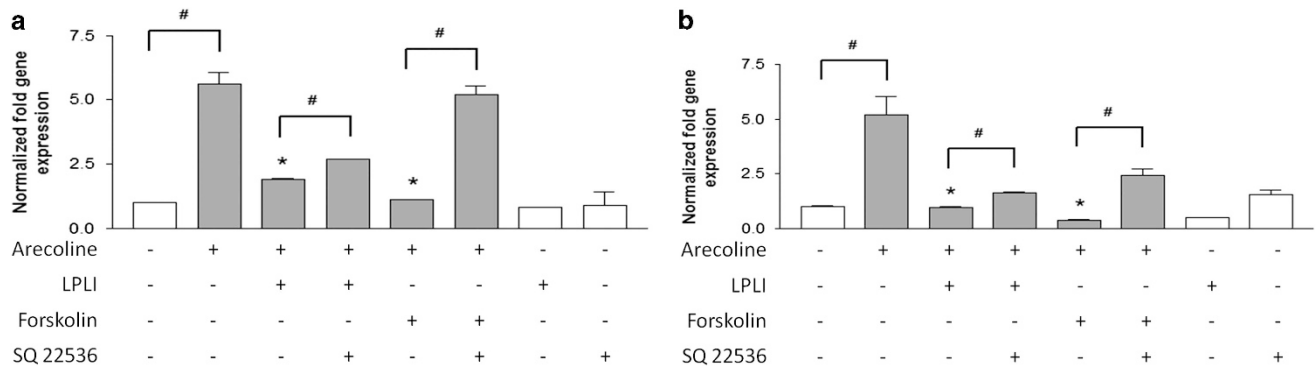 a
#
#
#
*
*
Normalized fold gene
expression
7.5
5.0
2.5
0.0
Arecoline - + + + + + - -
LPLI - - + + - - + -
Forskolin - - - - + + - -
SQ 22536 - - - + - + - +
b
#
#
#
*
*
Normalized fold gene
expression
7.5
5.0
2.5
0.0
Arecoline - + + + + + - -
LPLI - - + + - - + -
Forskolin - - - - + + - -
SQ 22536 - - - + - + - +